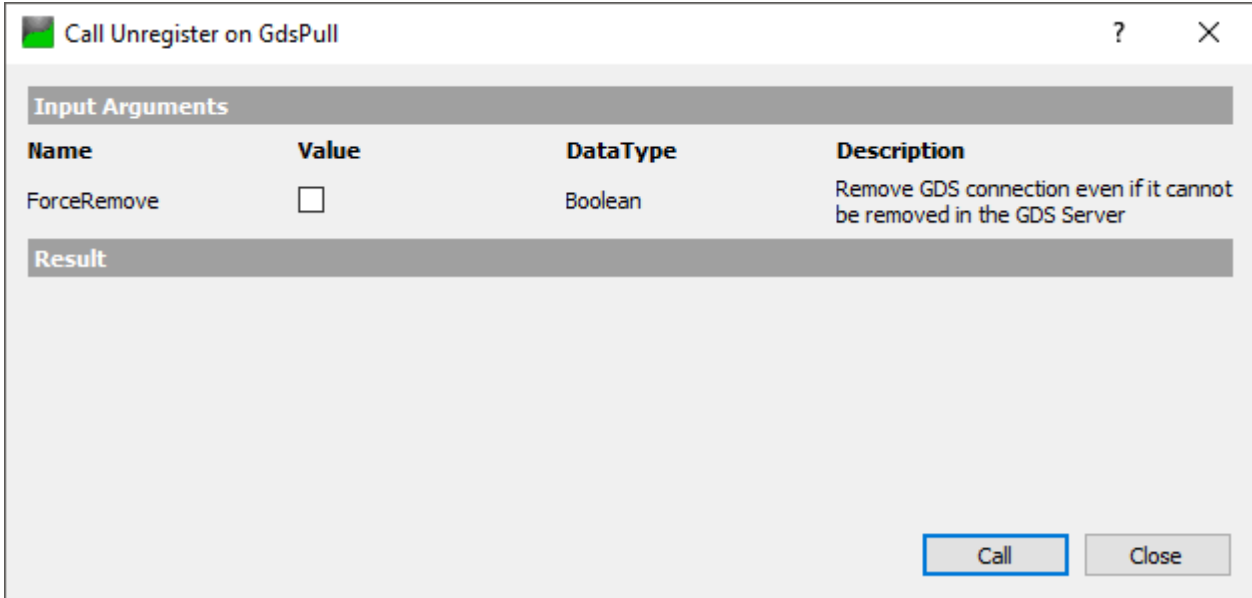 Call Unregister on GdsPull
?
Input Arguments
Name Value DataType Description
ForceRemove Boolean Remove GDS connection even if it cannot
be removed in the GDS Server
Result
Call Close